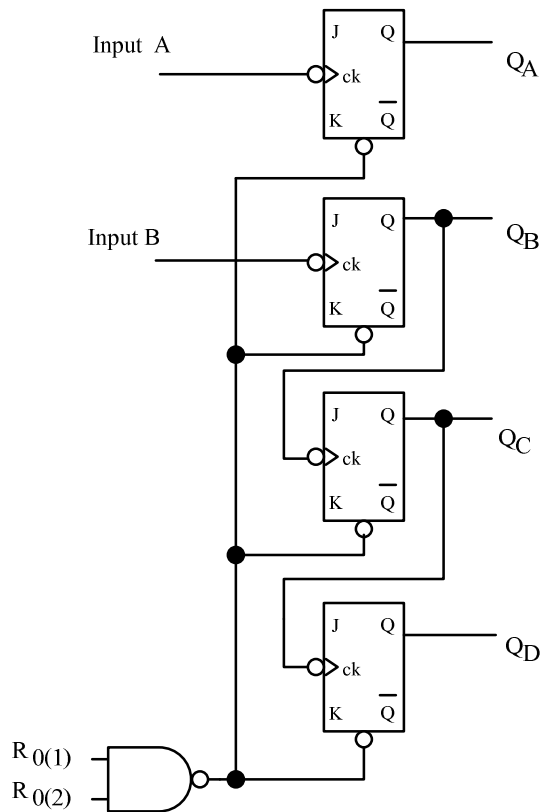 Input A
J Q
ck
K Q̅
Q_A
Input B
J Q
ck
K Q̅
Q_B
J Q
ck
K Q̅
Q_C
J Q
ck
K Q̅
Q_D
R 0(1)
R 0(2)